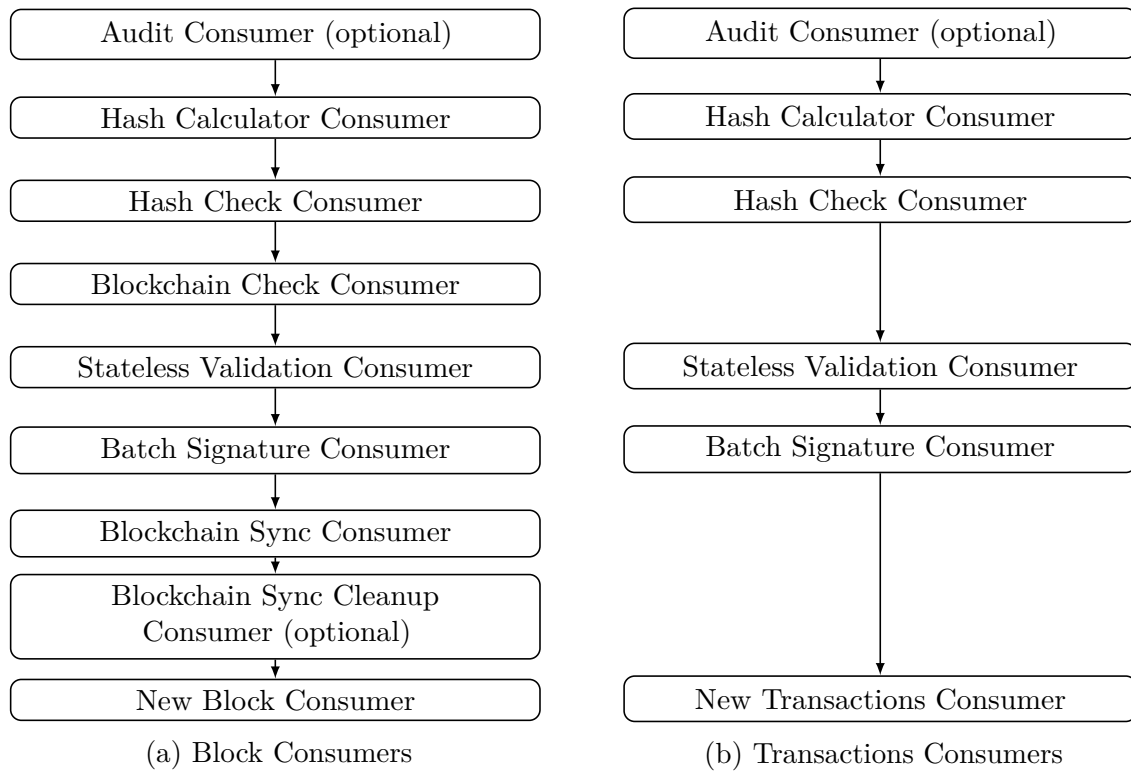 Audit Consumer (optional)
Hash Calculator Consumer
Hash Check Consumer
Blockchain Check Consumer
Stateless Validation Consumer
Batch Signature Consumer
Blockchain Sync Consumer
Blockchain Sync Cleanup
Consumer (optional)
New Block Consumer
(a) Block Consumers
Audit Consumer (optional)
Hash Calculator Consumer
Hash Check Consumer
Stateless Validation Consumer
Batch Signature Consumer
New Transactions Consumer
(b) Transactions Consumers